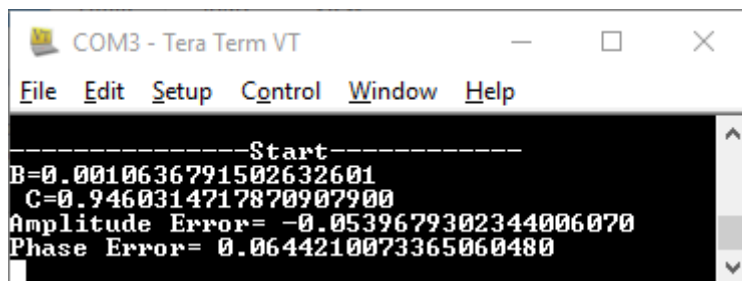 COM3 - Tera Term VT
File Edit Setup Control Window Help
---------------Start------------
B=0.0010636791502632601
C=0.9460314717870907900
Amplitude Error= -0.0539679302344006070
Phase Error= 0.0644210073365060480